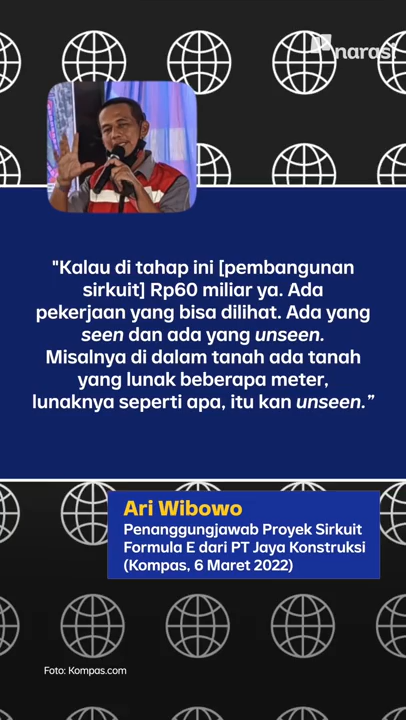 narasi
"Kalau di tahap ini [pembangunan
sirkuit] Rp60 miliar ya. Ada
pekerjaan yang bisa dilihat. Ada yang
seen dan ada yang unseen.
Misalnya di dalam tanah ada tanah
yang lunak beberapa meter,
lunaknya seperti apa, itu kan unseen.”
Ari Wibowo
Penanggungjawab Proyek Sirkuit
Formula E dari PT Jaya Konstruksi
(Kompas, 6 Maret 2022)
Foto: Kompas.com